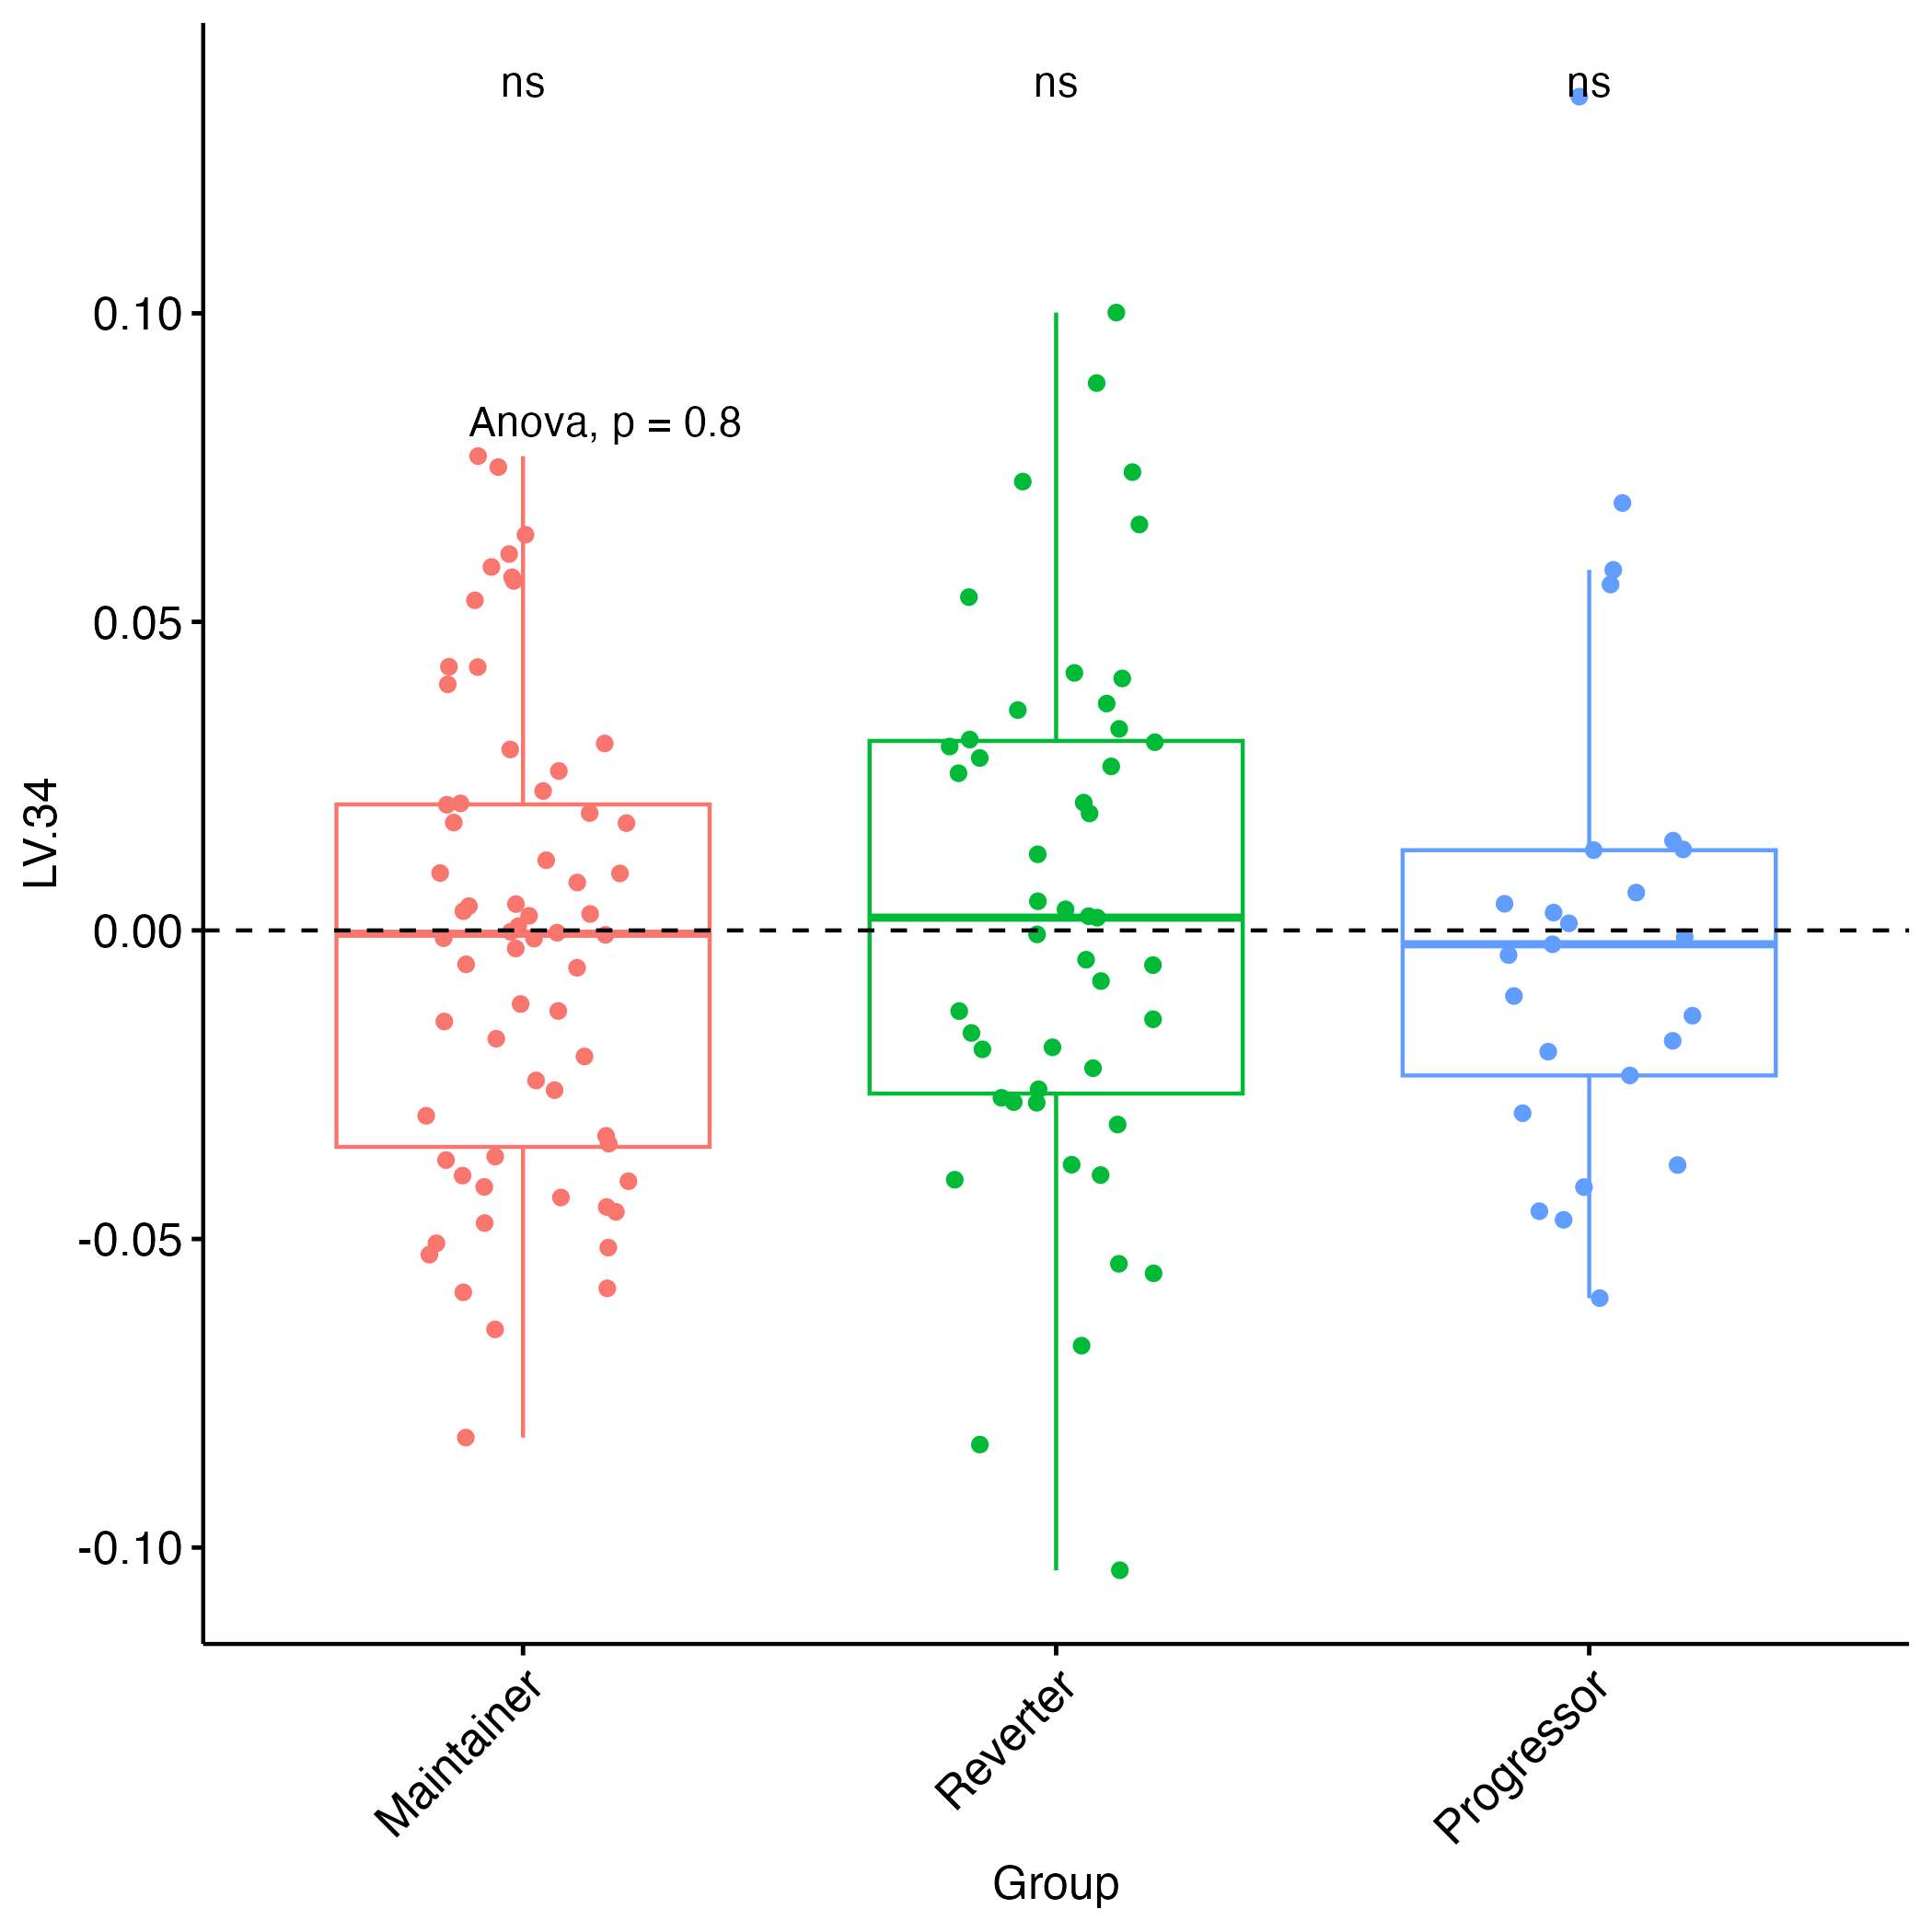 ns ns ns
Anova, p = 0.8
0.10
0.05
0.00
-0.05
-0.10
LV.34
Maintainer Reverter Progressor
Group